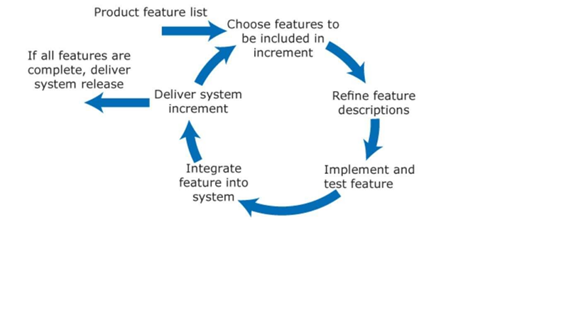 Product feature list
Choose features to
be included in
increment
If all features are
complete, deliver
system release
Deliver system
increment
Refine feature
descriptions
Integrate
feature into
system
Implement and
test feature